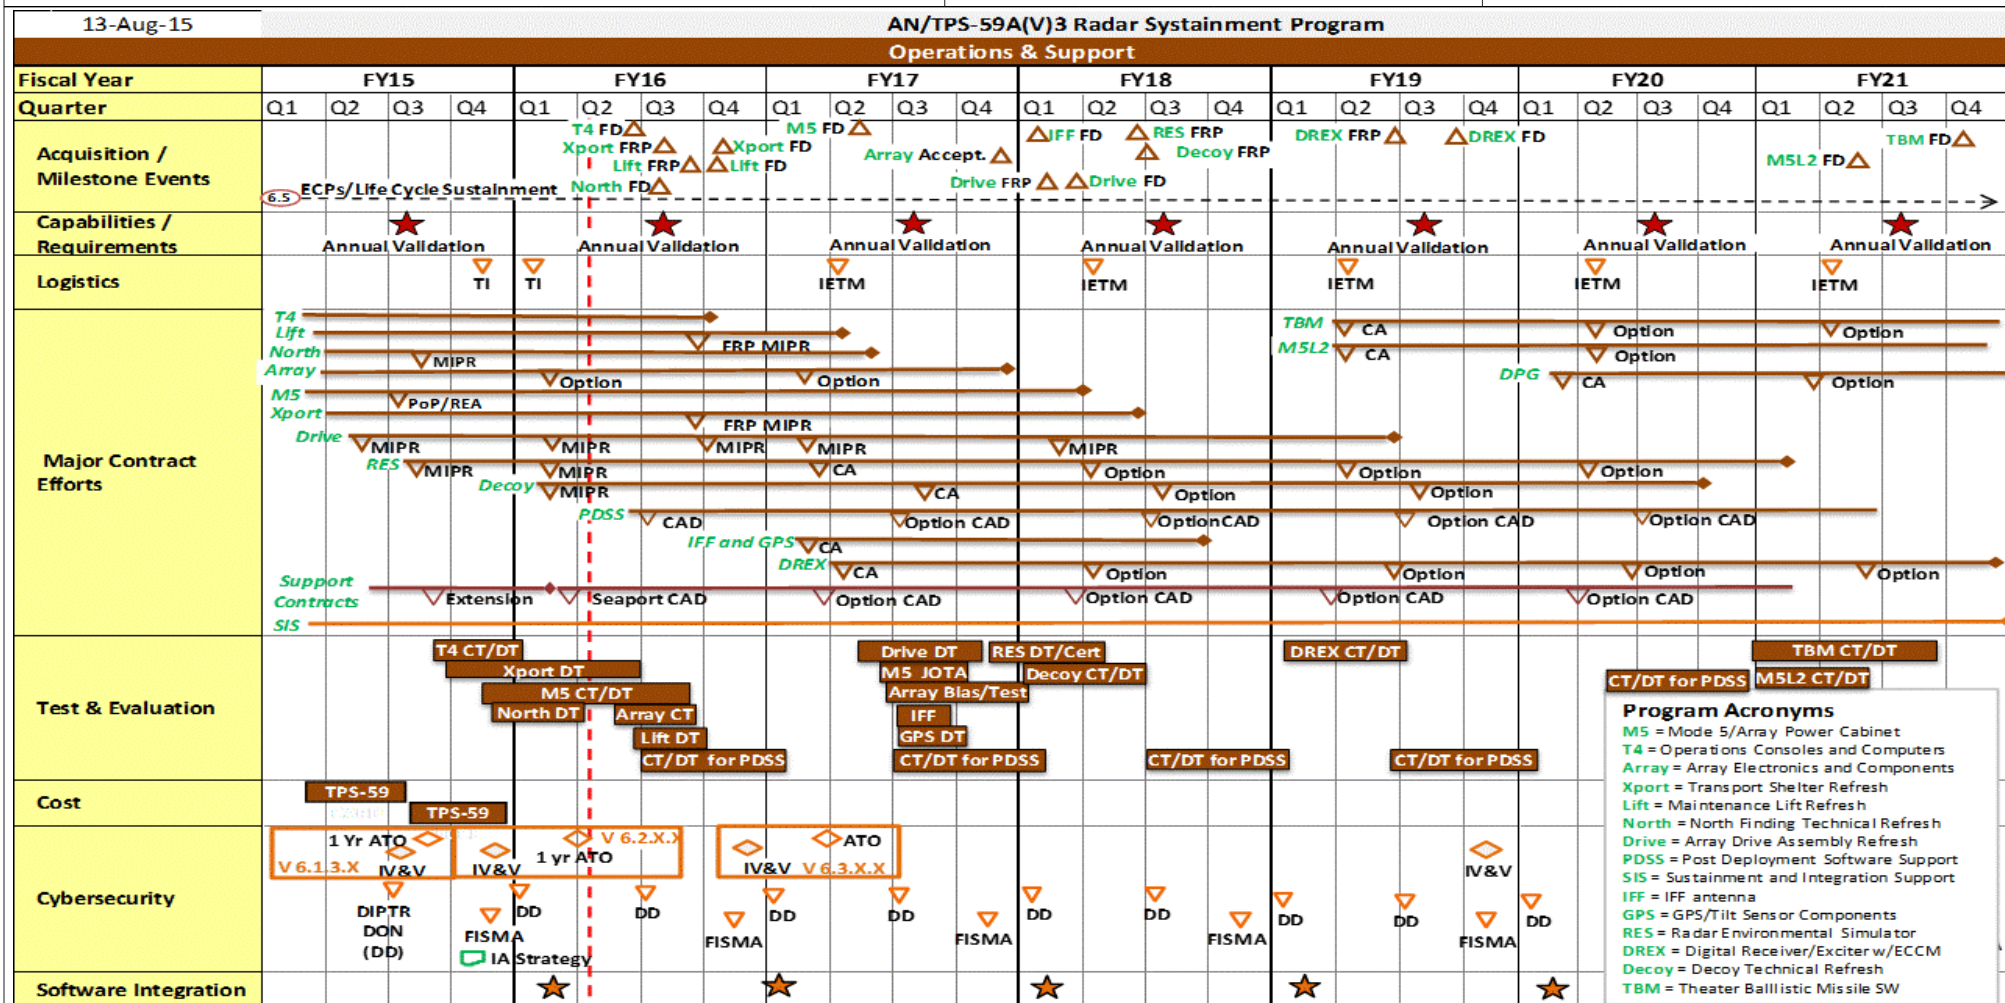 13-Aug-15
AN/TPS-59A(V)3 Radar Systainment Program
Operations & Support
Fiscal Year FY15 FY16 FY17 FY18 FY19 FY20 FY21
Quarter Q1 Q2 Q3 Q4 Q1 Q2 Q3 Q4 Q1 Q2 Q3 Q4 Q1 Q2 Q3 Q4 Q1 Q2 Q3 Q4 Q1 Q2 Q3 Q4 Q1 Q2 Q3 Q4
Acquisition /
Milestone Events
T4 FD M5 FD IFF FD RES FRP DREX FRP DREX FD TBM FD
Xport FRP Xport FD Array Accept. Decoy FRP M5L2 FD
Lift FRP Lift FD
North FD Drive FRP Drive FD
6.5 ECPs/Life Cycle Sustainment
Capabilities /
Requirements
Annual Validation Annual Validation Annual Validation Annual Validation Annual Validation Annual Validation Annual Validation
Logistics
TI TI IETM IETM IETM IETM IETM
Major Contract
Efforts
T4
Lift FRP MIPR
North MIPR
Array Option Option
M5 PoP/REA
Xport FRP MIPR
TBM CA Option Option
M5L2 CA Option
DPG CA Option
Drive MIPR MIPR MIPR MIPR MIPR
RES MIPR MIPR CA Option Option Option
Decoy MIPR CA Option Option
PDSS CAD Option CAD OptionCAD Option CAD Option CAD
IFF and GPS CA
DREX CA Option Option Option Option
Support
Contracts
Extension Seaport CAD Option CAD Option CAD Option CAD Option CAD
SIS
Test & Evaluation
T4 CT/DT Drive DT RES DT/Cert DREX CT/DT TBM CT/DT
Xport DT M5 JOTA Decoy CT/DT CT/DT for PDSS M5L2 CT/DT
M5 CT/DT Array Blas/Test
North DT Array CT IFF
Lift DT GPS DT
CT/DT for PDSS CT/DT for PDSS CT/DT for PDSS CT/DT for PDSS
Cost
TPS-59
TPS-59
Cybersecurity
1 Yr ATO V 6.2.X.X ATO
V 6.1.3.X IV&V IV&V 1 yr ATO IV&V V 6.3.X.X IV&V
DIPTR
DON
(DD)
DD DD DD DD DD DD DD DD DD
FISMA FISMA FISMA FISMA FISMA
IA Strategy
Software Integration
Program Acronyms
M5 = Mode 5/Array Power Cabinet
T4 = Operations Consoles and Computers
Array = Array Electronics and Components
Xport = Transport Shelter Refresh
Lift = Maintenance Lift Refresh
North = North Finding Technical Refresh
Drive = Array Drive Assembly Refresh
PDSS = Post Deployment Software Support
SIS = Sustainment and Integration Support
IFF = IFF antenna
GPS = GPS/Tilt Sensor Components
RES = Radar Environmental Simulator
DREX = Digital Receiver/Exciter w/ECCM
Decoy = Decoy Technical Refresh
TBM = Theater Ballistic Missile SW